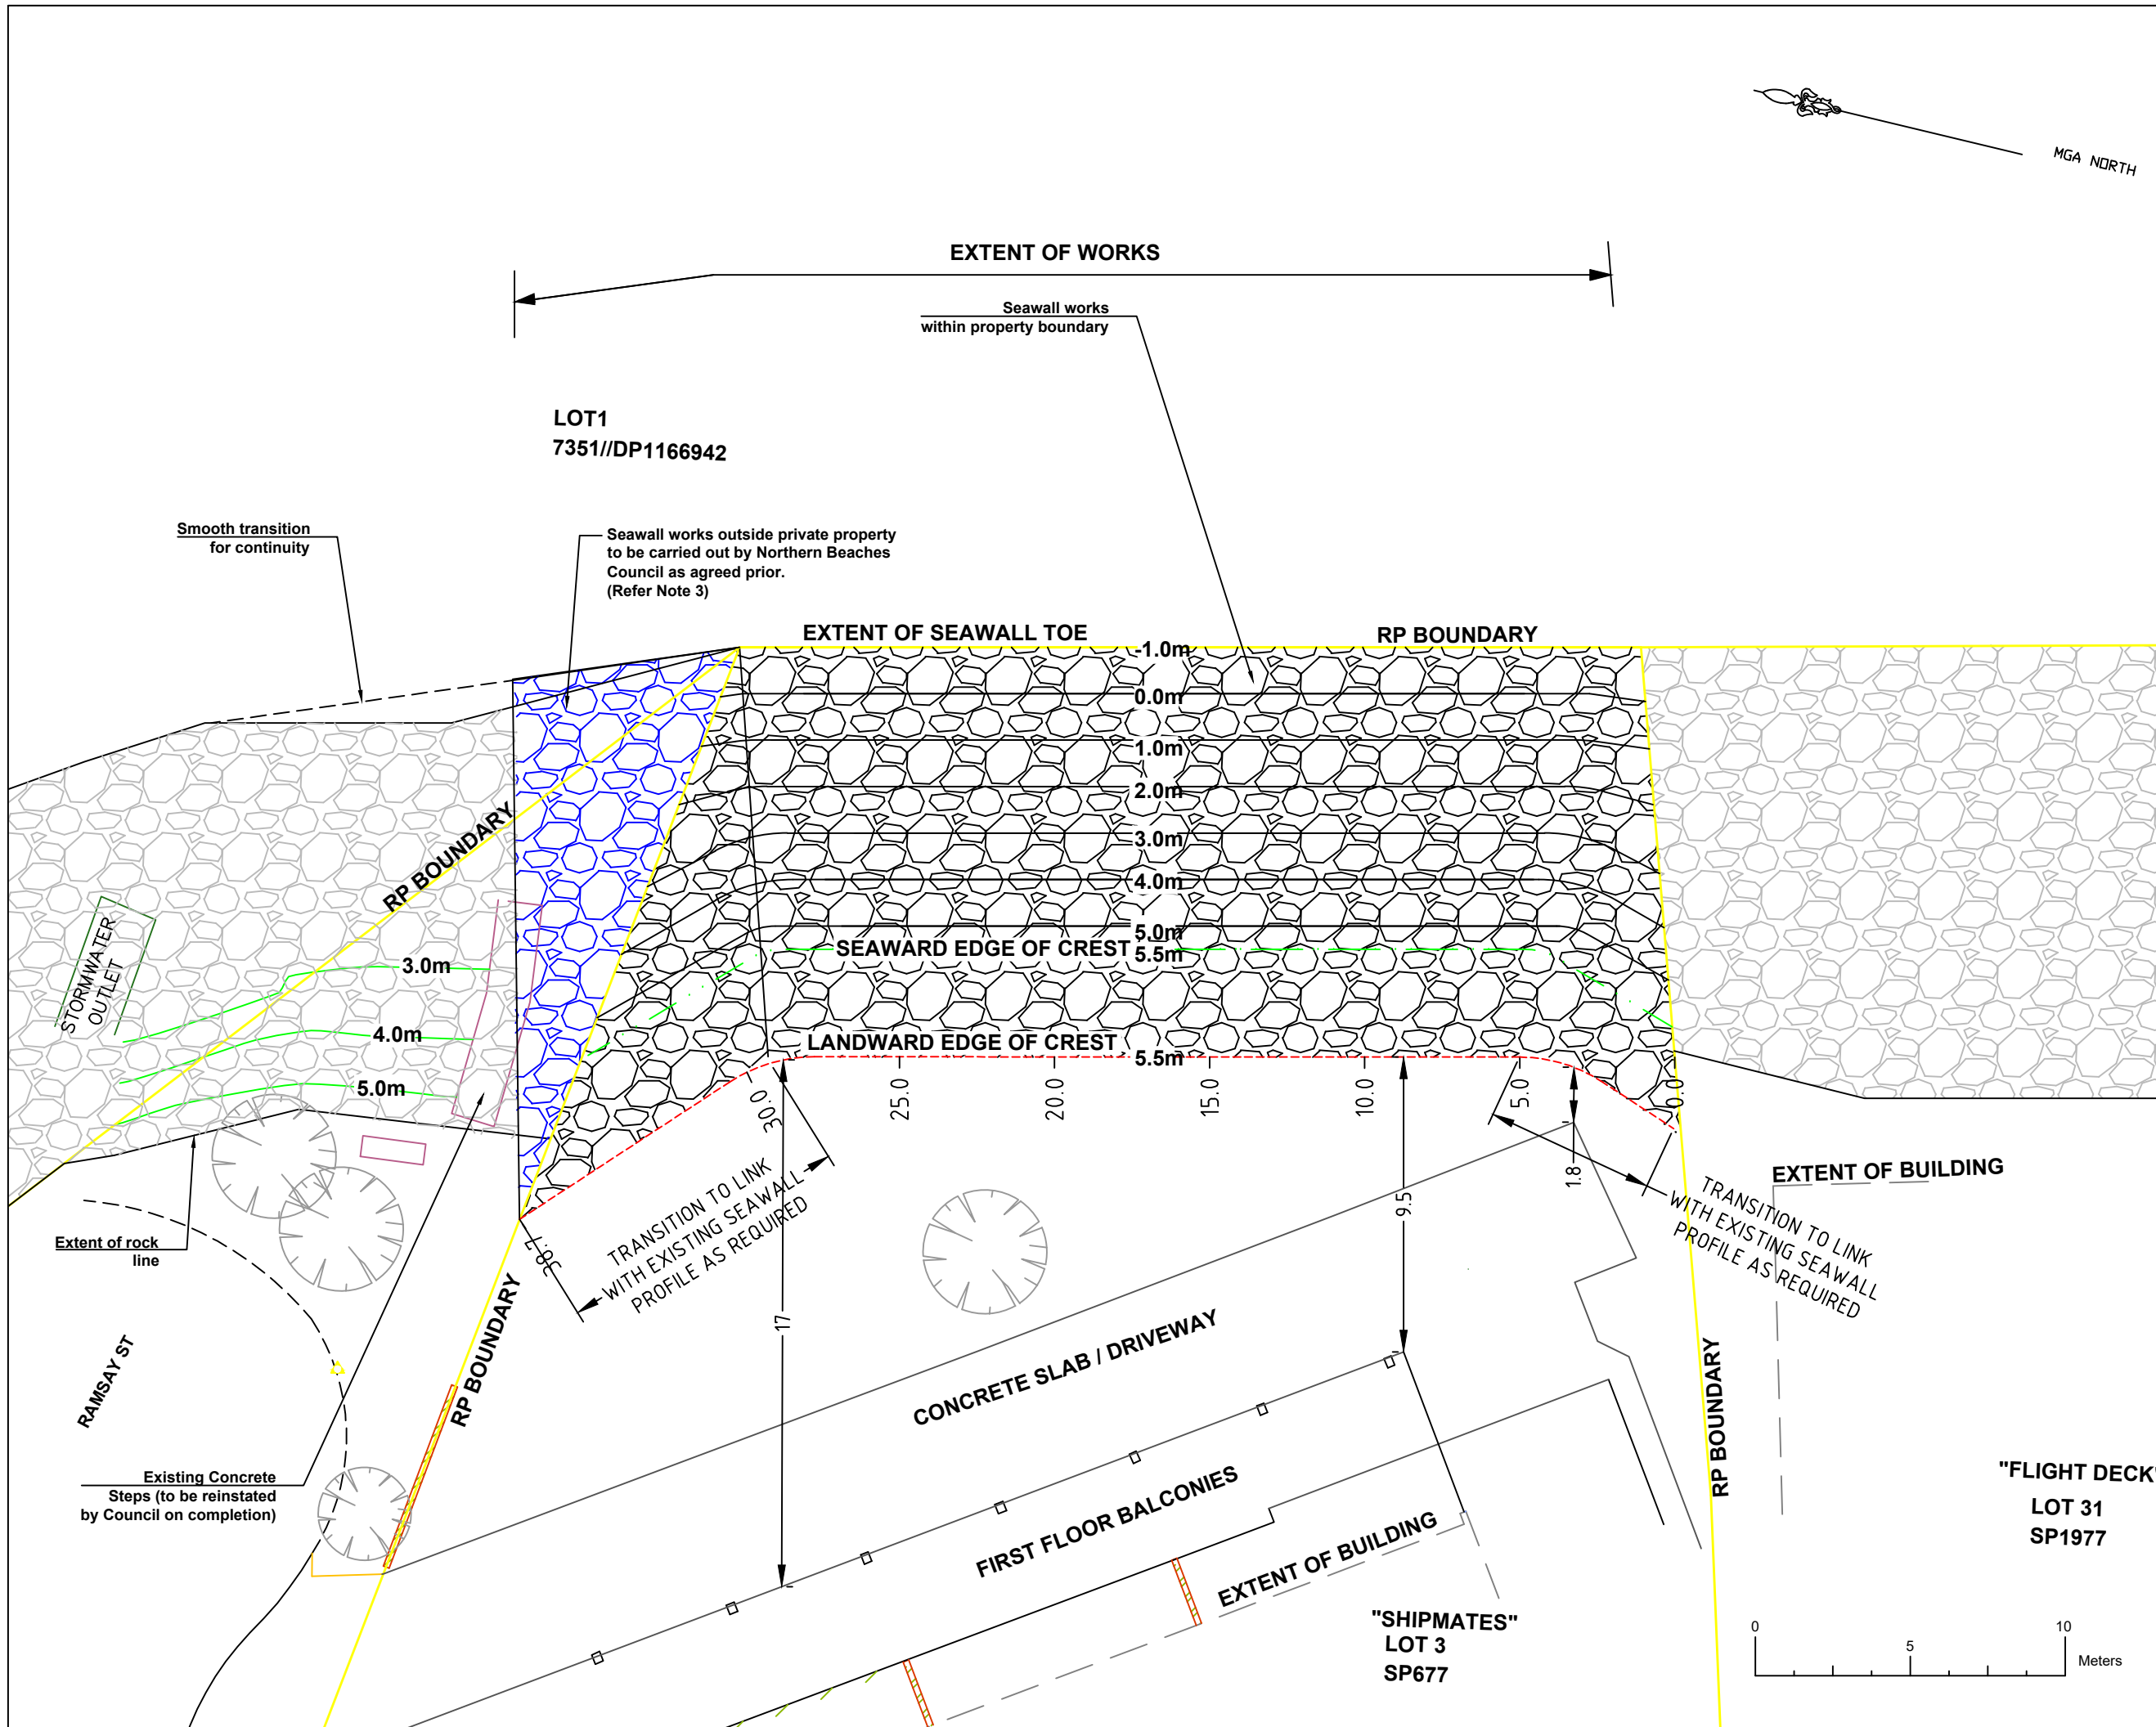 MGA NORTH
EXTENT OF WORKS
Seawall works
within property boundary
LOT1
7351//DP1166942
Smooth transition
for continuity
Seawall works outside private property
to be carried out by Northern Beaches
Council as agreed prior.
(Refer Note 3)
EXTENT OF SEAWALL TOE
RP BOUNDARY
-1.0m
0.0m
1.0m
2.0m
3.0m
4.0m
5.0m
SEAWARD EDGE OF CREST
5.5m
LANDWARD EDGE OF CREST
5.5m
RP BOUNDARY
STORMWATER
OUTLET
3.0m
4.0m
5.0m
30.0
25.0
20.0
15.0
10.0
5.0
0.0
38.7
17
9.5
1.8
TRANSITION TO LINK
WITH EXISTING SEAWALL
PROFILE AS REQUIRED
TRANSITION TO LINK
WITH EXISTING SEAWALL
PROFILE AS REQUIRED
EXTENT OF BUILDING
Extent of rock
line
RAMSAY ST
RP BOUNDARY
CONCRETE SLAB / DRIVEWAY
RP BOUNDARY
Existing Concrete
Steps (to be reinstated
by Council on completion)
FIRST FLOOR BALCONIES
EXTENT OF BUILDING
"FLIGHT DECK"
LOT 31
SP1977
"SHIPMATES"
LOT 3
SP677
0
5
10
Meters